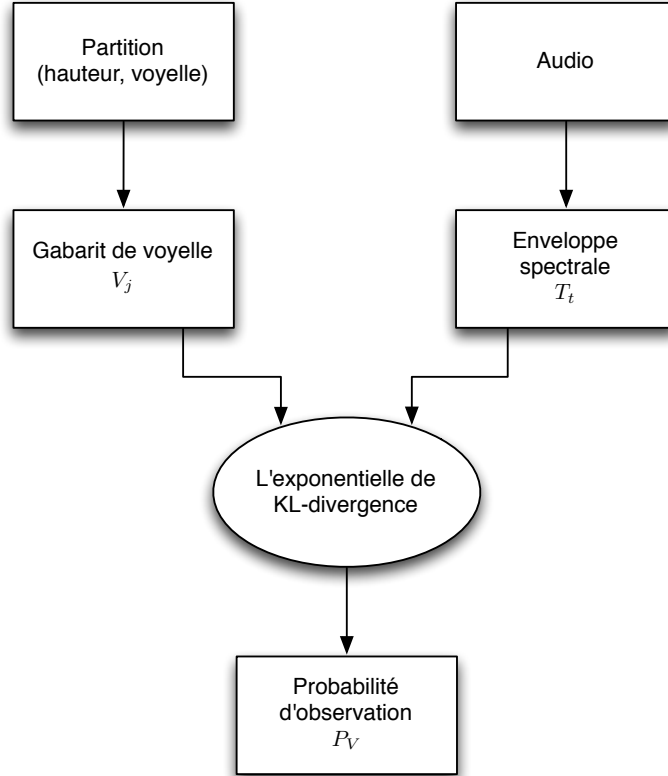 Partition
(hauteur, voyelle)
Audio
Gabarit de voyelle
V_j
Enveloppe
spectrale
T_t
L'exponentielle de
KL-divergence
Probabilité
d'observation
P_V